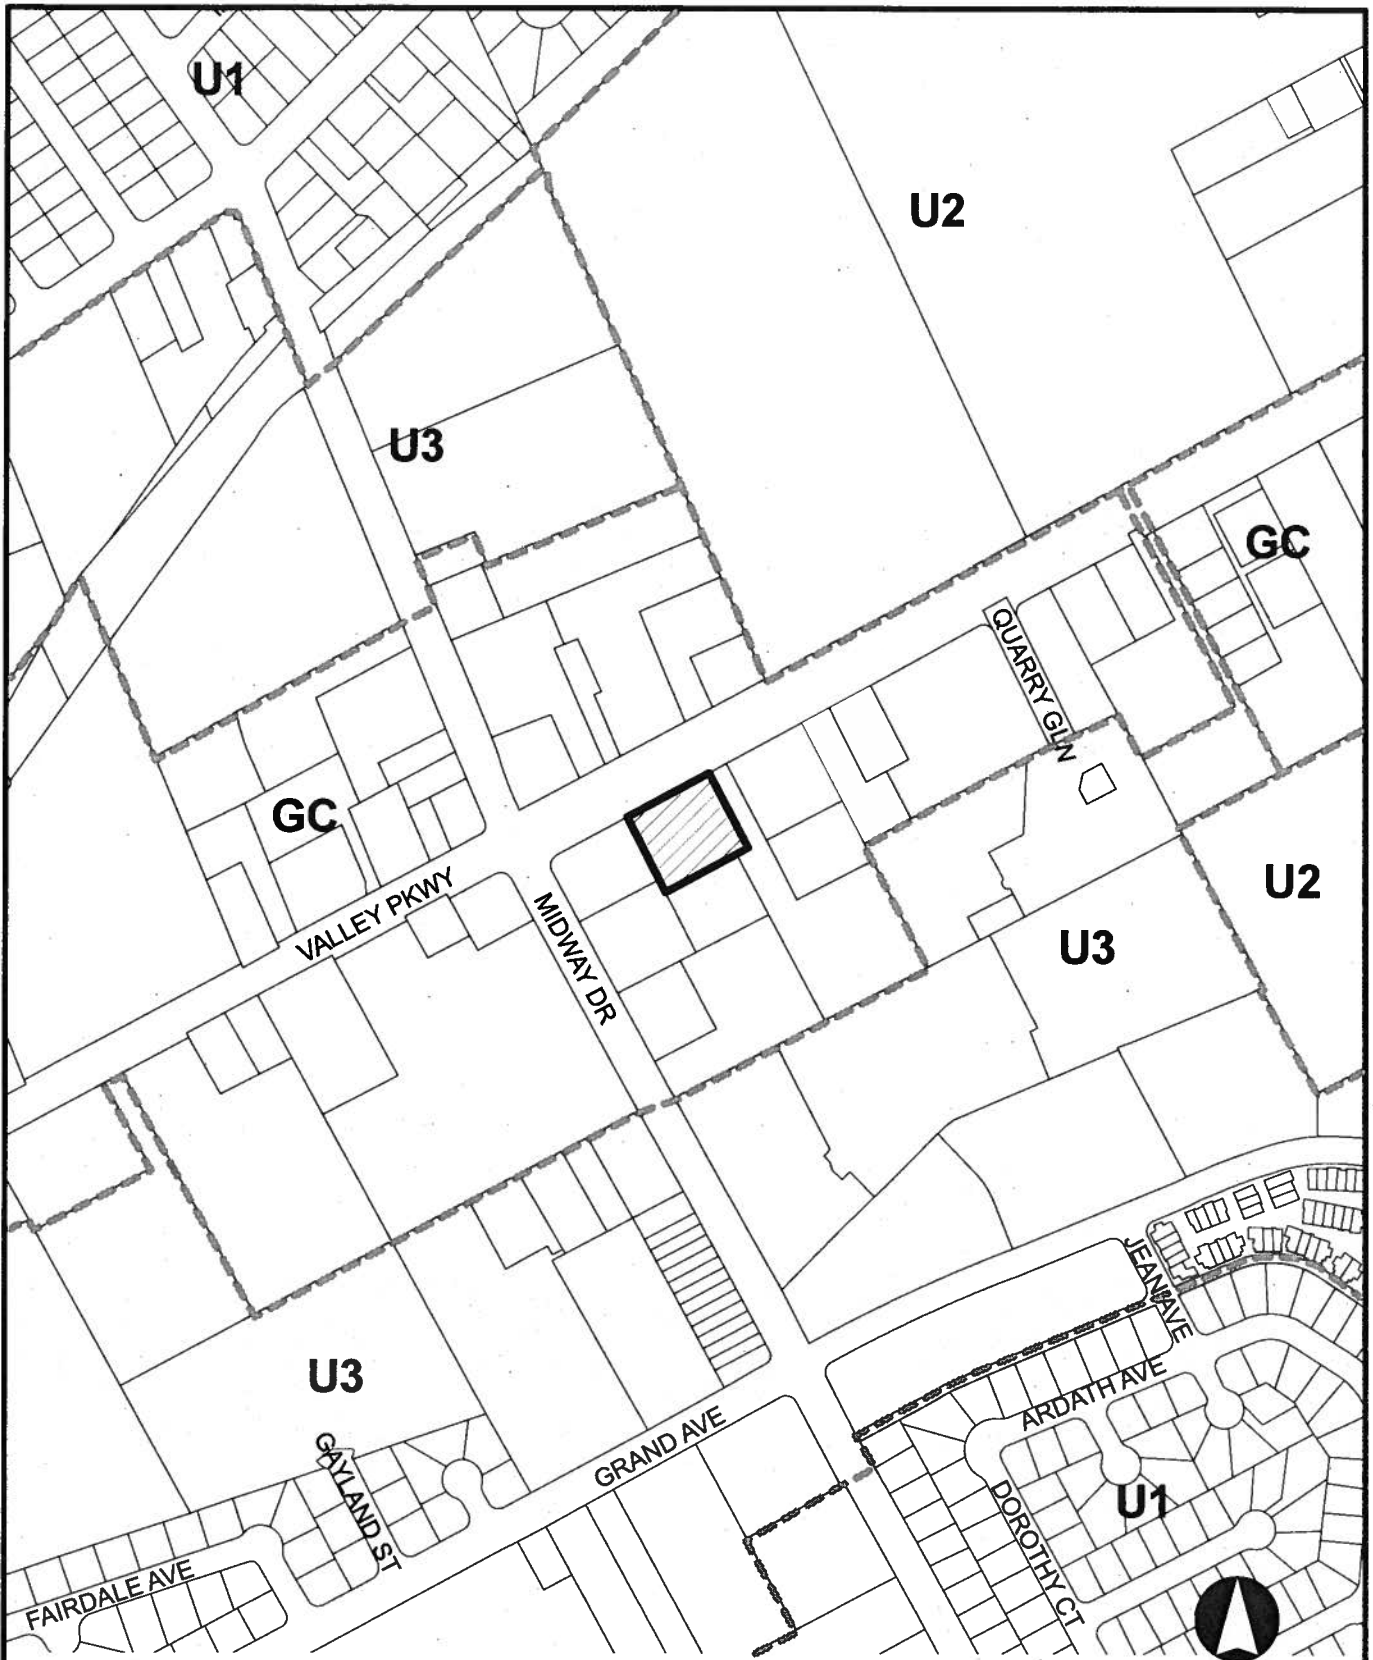 U1
U2
U3
GC
QUARRY GLN
GC
VALLEY PKWY
MIDWAY DR
U2
U3
JEAN AVE
U3
ARDATH AVE
GRAND AVE
GAYLAND ST
DOROTHY CT
U1
FAIRDALE AVE